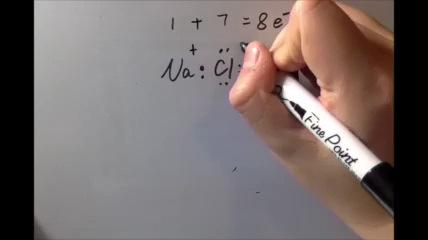 1 + 7 = 8 e⁻
+
Na : Cl :
Fine Point